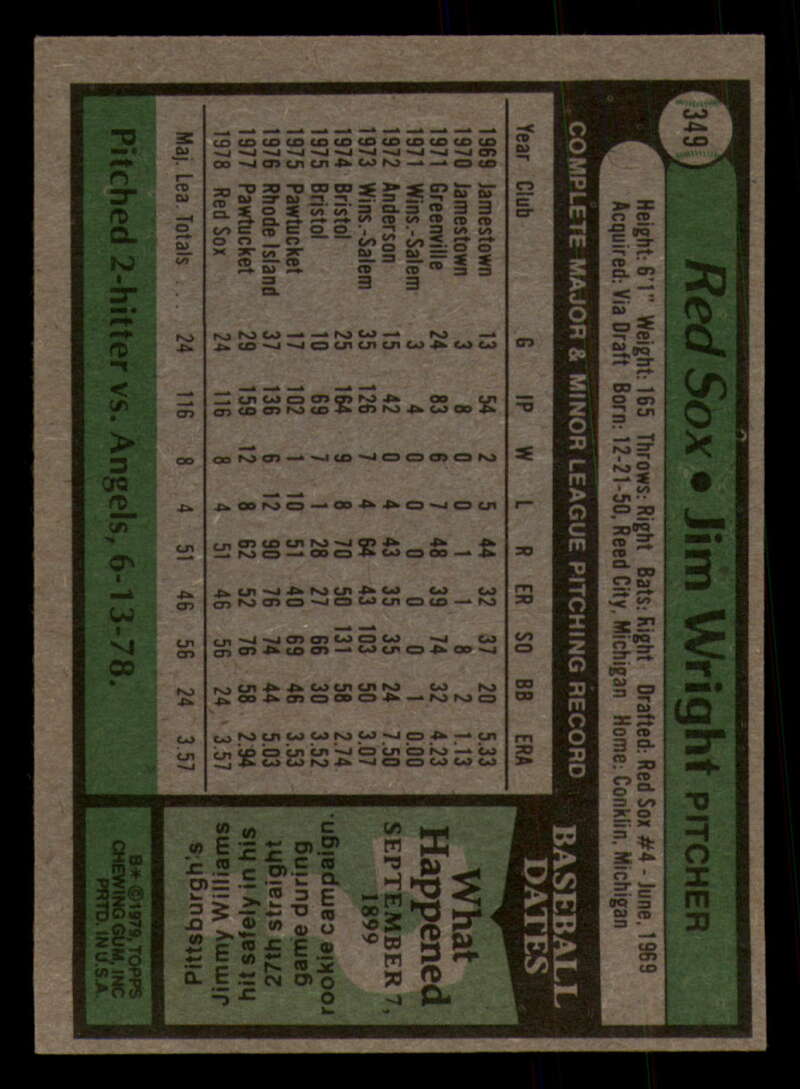 349
Red Sox • Jim Wright PITCHER
Height: 6'1" Weight: 165 Throws: Right Bats: Right Drafted: Red Sox #4 - June, 1969
Acquired: Via Draft Born: 12-21-50, Reed City, Michigan Home: Conklin, Michigan
COMPLETE MAJOR & MINOR LEAGUE PITCHING RECORD
Year Club G IP W L R ER SO BB ERA
1969 Jamestown 13 54 2 5 44 32 37 20 5.33
1970 Jamestown 3 8 0 0 1 1 8 2 1.13
1971 Greenville 24 83 6 7 48 39 74 32 4.23
1971 Wins.-Salem 3 4 0 0 0 0 0 1 0.00
1972 Anderson 15 42 0 4 43 35 35 24 7.50
1973 Wins.-Salem 35 126 7 4 64 43 103 50 3.07
1974 Bristol 25 164 9 8 70 50 131 58 2.74
1975 Bristol 10 69 7 1 28 27 66 30 3.52
1975 Pawtucket 17 102 1 10 51 40 69 46 3.53
1976 Rhode Island 37 136 6 12 90 76 74 44 5.03
1977 Pawtucket 29 159 12 8 62 52 76 58 2.94
1978 Red Sox 24 116 8 4 51 46 56 24 3.57
Maj. Lea Totals . . . 24 116 8 4 51 46 56 24 3.57
Pitched 2-hitter vs. Angels, 6-13-78.
BASEBALL
DATES
What
Happened
SEPTEMBER 7,
1899
Pittsburgh's
Jimmy Williams
hit safely in his
27th straight
game during
rookie campaign.
B* ©1979, TOPPS
CHEWING GUM, INC
PRTD. IN U.S.A.